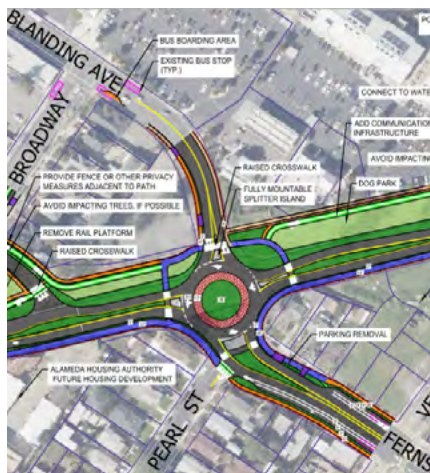 PO
BLANDING AVE
BUS BOARDING AREA
EXISTING BUS STOP
(TYP.)
BROADWAY
CONNECT TO WATE
ADD COMMUNICATION
INFRASTRUCTURE
AVOID IMPACTING
RAISED CROSSWALK
FULLY MOUNTABLE
SPLITTER ISLAND
DOG PARK
PROVIDE FENCE OR OTHER PRIVACY
MEASURES ADJACENT TO PATH
AVOID IMPACTING TREES, IF POSSIBLE
REMOVE RAIL PLATFORM
RAISED CROSSWALK
PARKING REMOVAL
ALAMEDA HOUSING AUTHORITY
FUTURE HOUSING DEVELOPMENT
PEARL ST
VE
FERNS